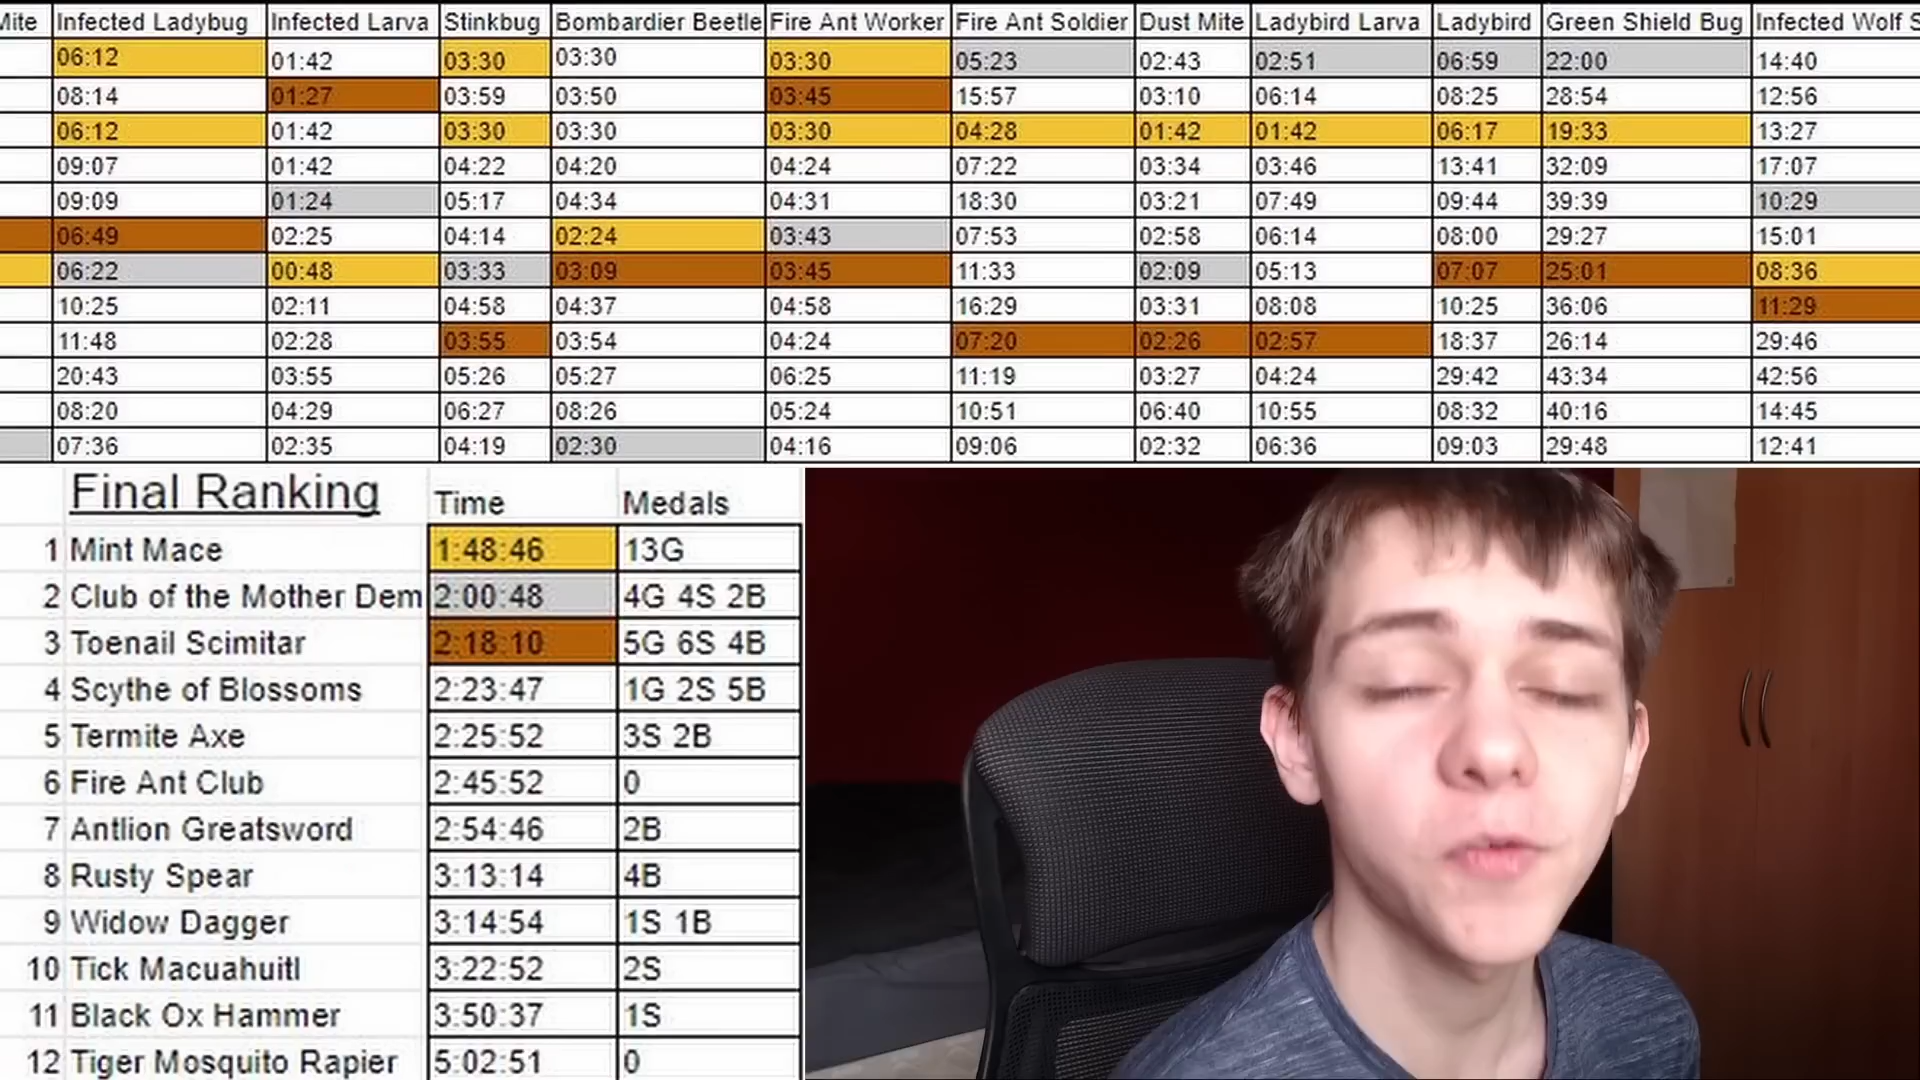 Mite Infected Ladybug Infected Larva Stinkbug Bombardier Beetle Fire Ant Worker Fire Ant Soldier Dust Mite Ladybird Larva Ladybird Green Shield Bug Infected Wolf S
06:12 01:42 03:30 03:30 03:30 05:23 02:43 02:51 06:59 22:00 14:40
08:14 01:27 03:59 03:50 03:45 15:57 03:10 06:14 08:25 28:54 12:56
06:12 01:42 03:30 03:30 03:30 04:28 01:42 01:42 06:17 19:33 13:27
09:07 01:42 04:22 04:20 04:24 07:22 03:34 03:46 13:41 32:09 17:07
09:09 01:24 05:17 04:34 04:31 18:30 03:21 07:49 09:44 39:39 10:29
06:49 02:25 04:14 02:24 03:43 07:53 02:58 06:14 08:00 29:27 15:01
06:22 00:48 03:33 03:09 03:45 11:33 02:09 05:13 07:07 25:01 08:36
10:25 02:11 04:58 04:37 04:58 16:29 03:31 08:08 10:25 36:06 11:29
11:48 02:28 03:55 03:54 04:24 07:20 02:26 02:57 18:37 26:14 29:46
20:43 03:55 05:26 05:27 06:25 11:19 03:27 04:24 29:42 43:34 42:56
08:20 04:29 06:27 08:26 05:24 10:51 06:40 10:55 08:32 40:16 14:45
07:36 02:35 04:19 02:30 04:16 09:06 02:32 06:36 09:03 29:48 12:41
Final Ranking Time Medals
1 Mint Mace 1:48:46 13G
2 Club of the Mother Dem 2:00:48 4G 4S 2B
3 Toenail Scimitar 2:18:10 5G 6S 4B
4 Scythe of Blossoms 2:23:47 1G 2S 5B
5 Termite Axe 2:25:52 3S 2B
6 Fire Ant Club 2:45:52 0
7 Antlion Greatsword 2:54:46 2B
8 Rusty Spear 3:13:14 4B
9 Widow Dagger 3:14:54 1S 1B
10 Tick Macuahuitl 3:22:52 2S
11 Black Ox Hammer 3:50:37 1S
12 Tiger Mosquito Rapier 5:02:51 0